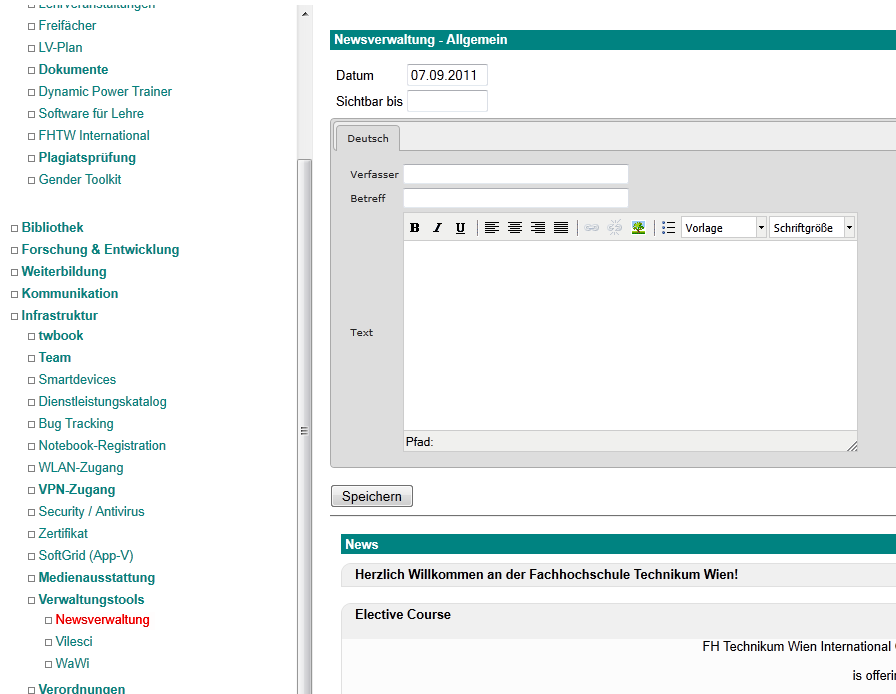 Lehrveranstaltungen
Freifächer
LV-Plan
Dokumente
Dynamic Power Trainer
Software für Lehre
FHTW International
Plagiatsprüfung
Gender Toolkit
Bibliothek
Forschung & Entwicklung
Weiterbildung
Kommunikation
Infrastruktur
twbook
Team
Smartdevices
Dienstleistungskatalog
Bug Tracking
Notebook-Registration
WLAN-Zugang
VPN-Zugang
Security / Antivirus
Zertifikat
SoftGrid (App-V)
Medienausstattung
Verwaltungstools
Newsverwaltung
Vilesci
WaWi
Verordnungen
Newsverwaltung - Allgemein
Datum 07.09.2011
Sichtbar bis
Deutsch
Verfasser
Betreff
B I U Vorlage Schriftgröße
Text
Pfad:
Speichern
News
Herzlich Willkommen an der Fachhochschule Technikum Wien!
Elective Course
FH Technikum Wien International
is offeri